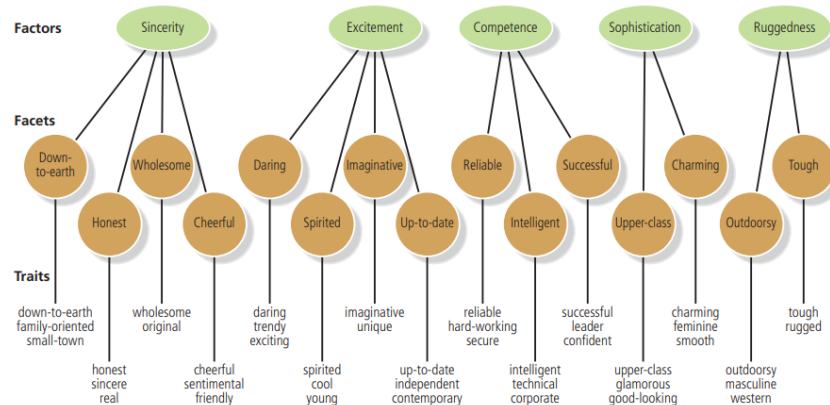 Factors
Sincerity
Excitement
Competence
Sophistication
Ruggedness
Facets
Down-
to-earth
Wholesome
Daring
Imaginative
Reliable
Successful
Charming
Tough
Honest
Cheerful
Spirited
Up-to-date
Intelligent
Upper-class
Outdoorsy
Traits
down-to-earth
family-oriented
small-town
wholesome
original
daring
trendy
exciting
imaginative
unique
reliable
hard-working
secure
successful
leader
confident
charming
feminine
smooth
tough
rugged
honest
sincere
real
cheerful
sentimental
friendly
spirited
cool
young
up-to-date
independent
contemporary
intelligent
technical
corporate
upper-class
glamorous
good-looking
outdoorsy
masculine
western